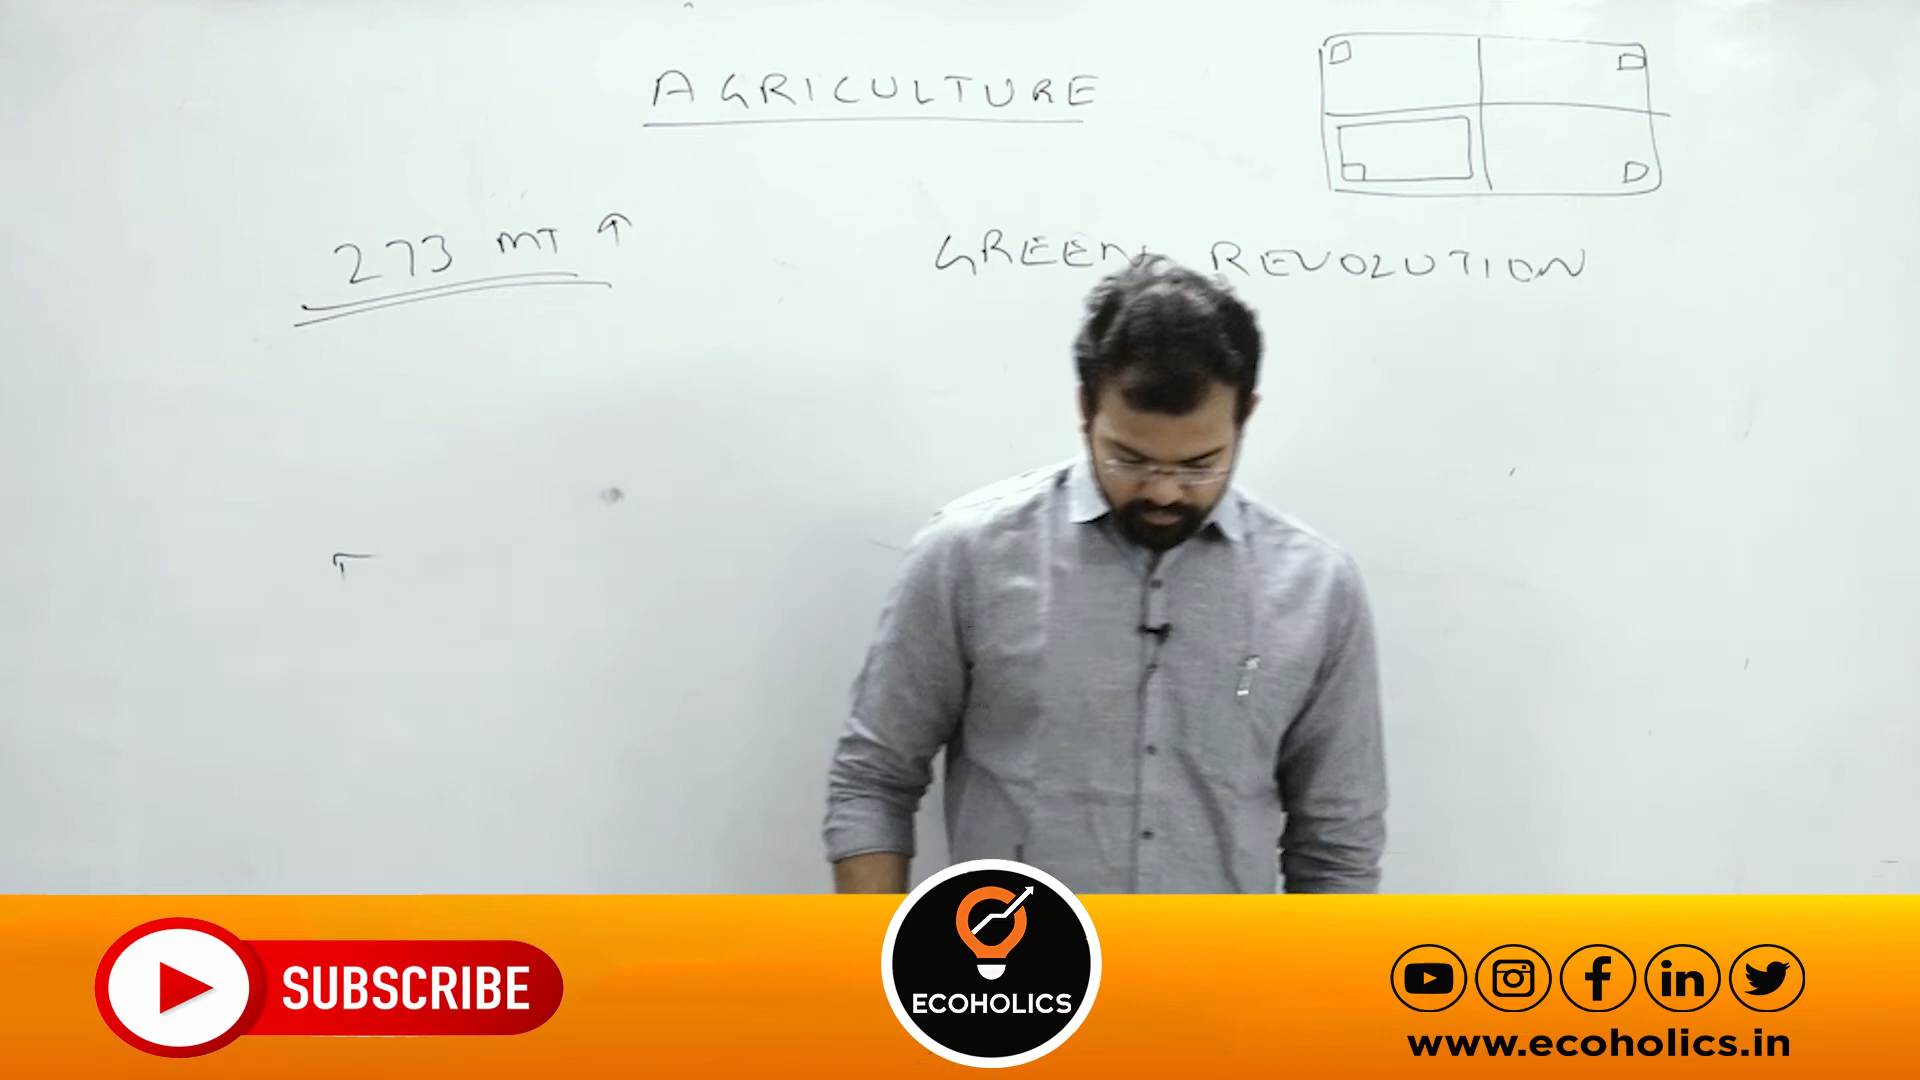 AGRICULTURE
273 MT ↑
GREEN REVOLUTION
SUBSCRIBE
ECOHOLICS
www.ecoholics.in